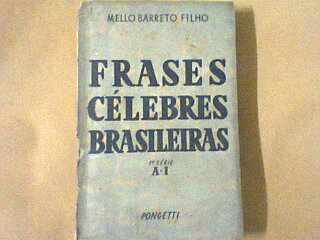 MELLO BARRETO FILHO
FRASES
CÉLEBRES
BRASILEIRAS
1ª SÉRIE
A-I
PONGETTI